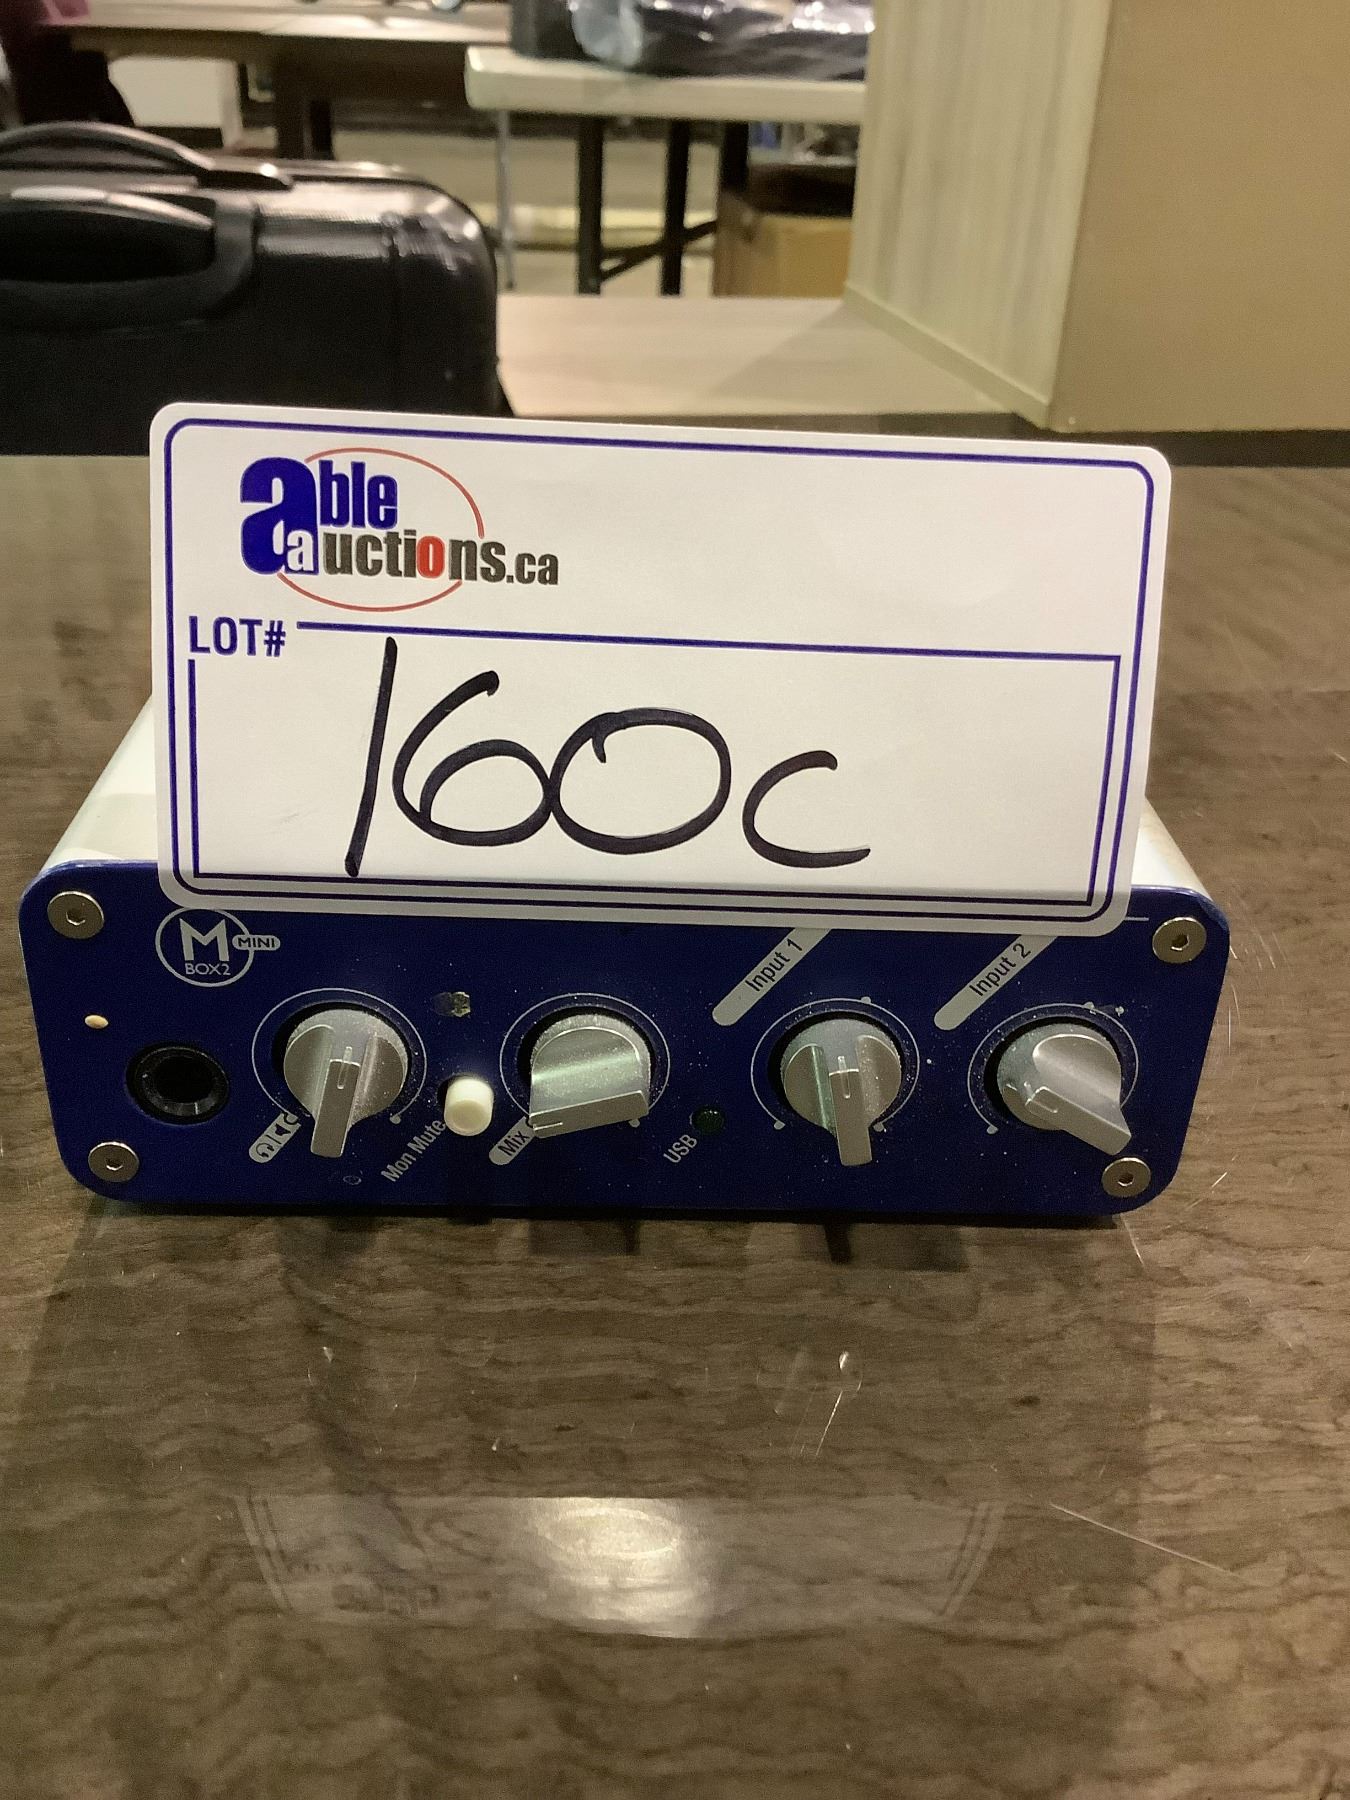 able
auctions.ca
LOT#
160C
M
BOX2
MINI
Input 1
Input 2
Mon Mute
Mix
USB